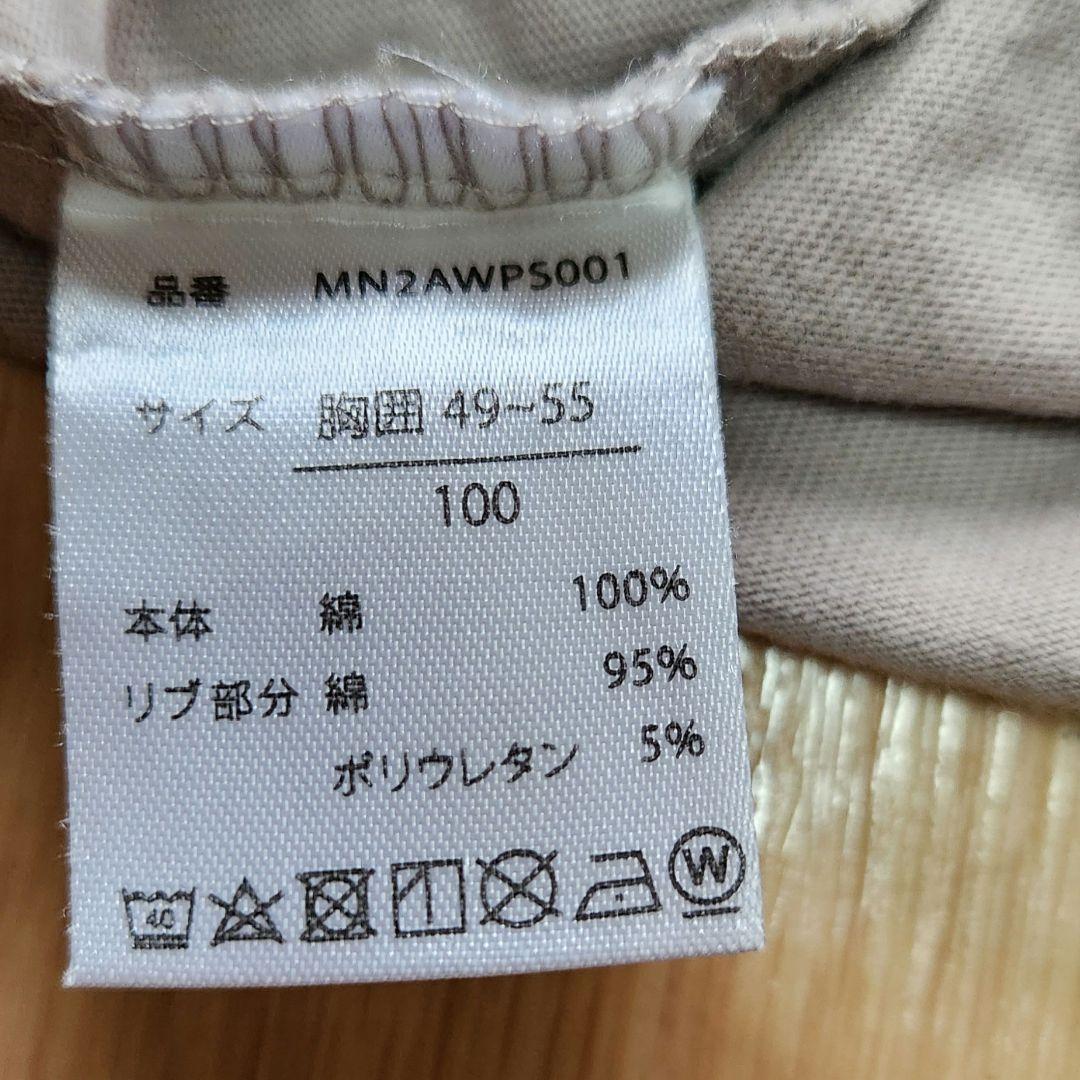 品番 MN2AWPS001
サイズ 胸囲 49~55
100
本体 綿 100%
リブ部分 綿 95%
ポリウレタン 5%
40
W